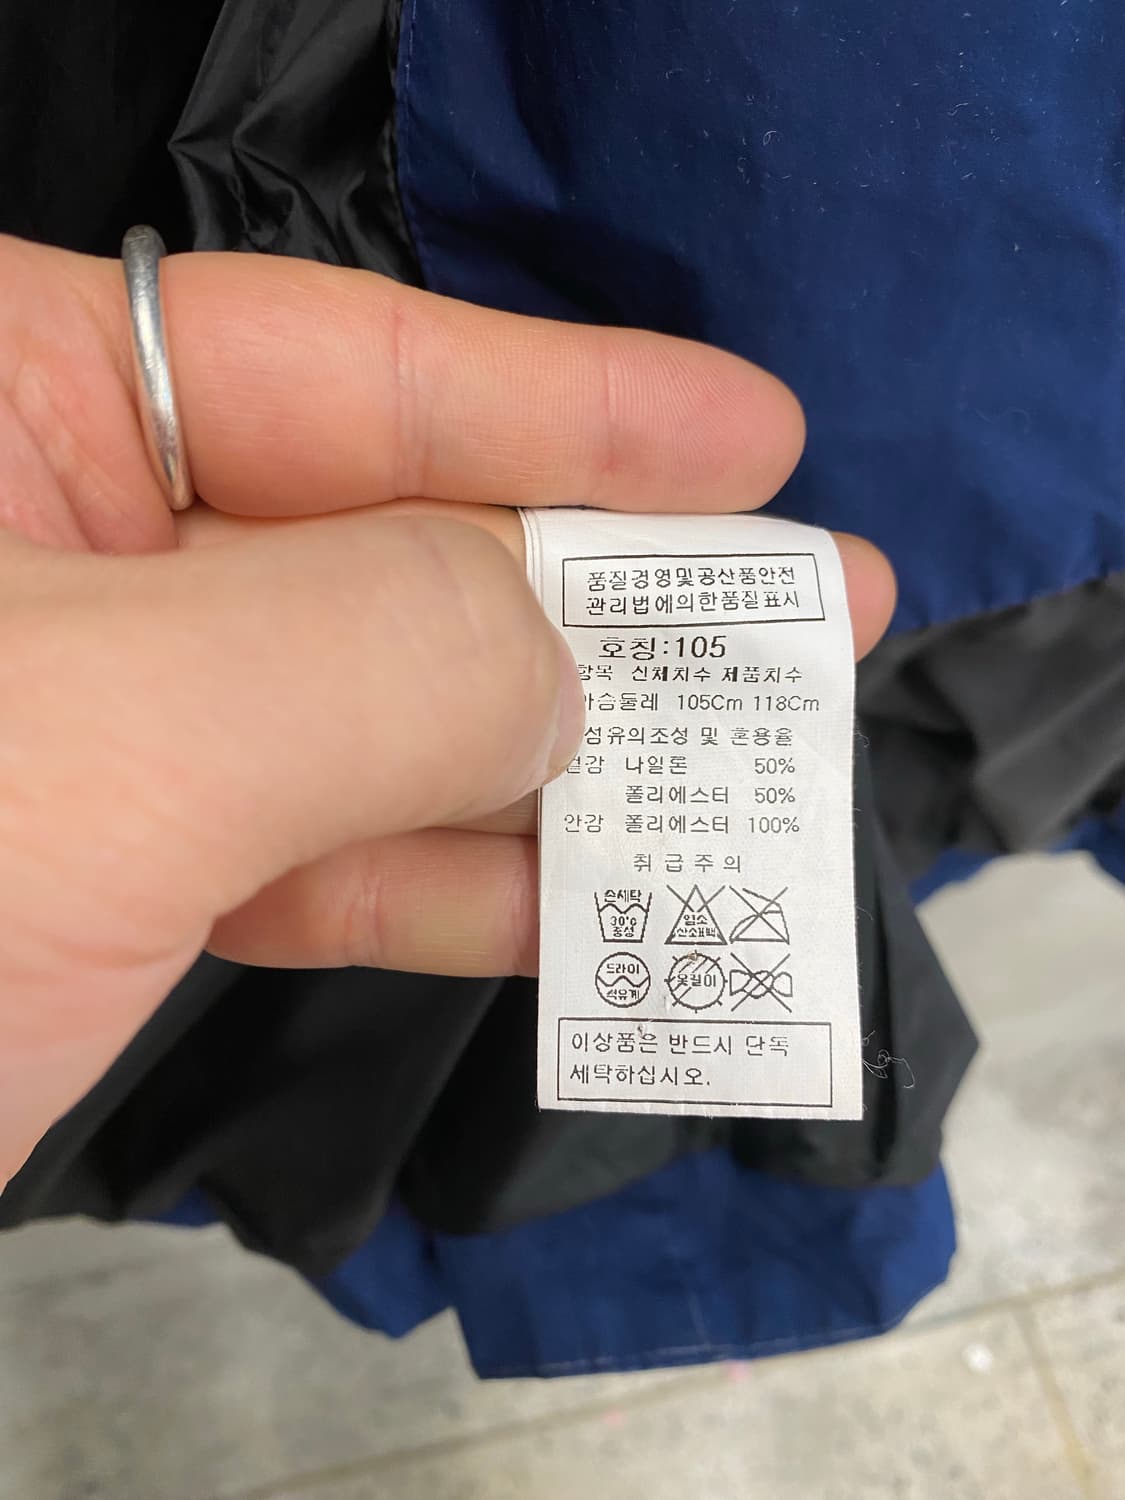 품질경영및공산품안전
관리법에의한품질표시
호칭:105
항목 신체치수 제품치수
가슴둘레 105Cm 118Cm
섬유의조성 및 혼용율
겉감 나일론 50%
폴리에스터 50%
안감 폴리에스터 100%
취급주의
손세탁
30°c
중성
염소
산소표백
드라이
석유계
옷걸이
이상품은 반드시 단독
세탁하십시오.